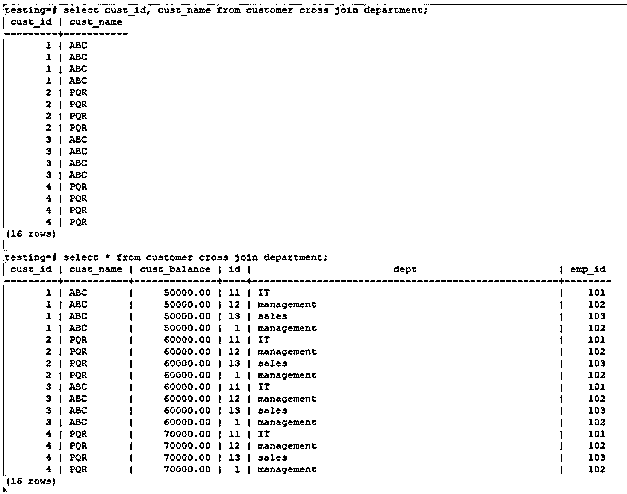 testing=# select cust_id, cust_name from customer cross join department;
cust_id | cust_name
1 | ABC
1 | ABC
1 | ABC
1 | ABC
2 | PQR
2 | PQR
2 | PQR
2 | PQR
3 | ABC
3 | ABC
3 | ABC
3 | ABC
4 | PQR
4 | PQR
4 | PQR
4 | PQR
(16 rows)
testing=# select * from customer cross join department;
cust_id | cust_name | cust_balance | id | dept | emp_id
1 | ABC | 50000.00 | 11 | IT | 101
1 | ABC | 50000.00 | 12 | management | 102
1 | ABC | 50000.00 | 13 | sales | 103
1 | ABC | 50000.00 | 1 | management | 102
2 | PQR | 60000.00 | 11 | IT | 101
2 | PQR | 60000.00 | 12 | management | 102
2 | PQR | 60000.00 | 13 | sales | 103
2 | PQR | 60000.00 | 1 | management | 102
3 | ABC | 60000.00 | 11 | IT | 101
3 | ABC | 60000.00 | 12 | management | 102
3 | ABC | 60000.00 | 13 | sales | 103
3 | ABC | 60000.00 | 1 | management | 102
4 | PQR | 70000.00 | 11 | IT | 101
4 | PQR | 70000.00 | 12 | management | 102
4 | PQR | 70000.00 | 13 | sales | 103
4 | PQR | 70000.00 | 1 | management | 102
(16 rows)